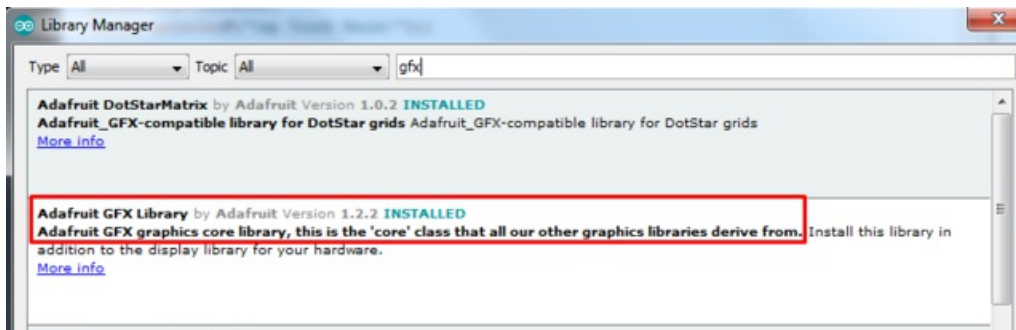 Library Manager
Type All Topic All gfx
Adafruit DotStarMatrix by Adafruit Version 1.0.2 INSTALLED
Adafruit_GFX-compatible library for DotStar grids Adafruit_GFX-compatible library for DotStar grids
More info
Adafruit GFX Library by Adafruit Version 1.2.2 INSTALLED
Adafruit GFX graphics core library, this is the 'core' class that all our other graphics libraries derive from. Install this library in
addition to the display library for your hardware.
More info